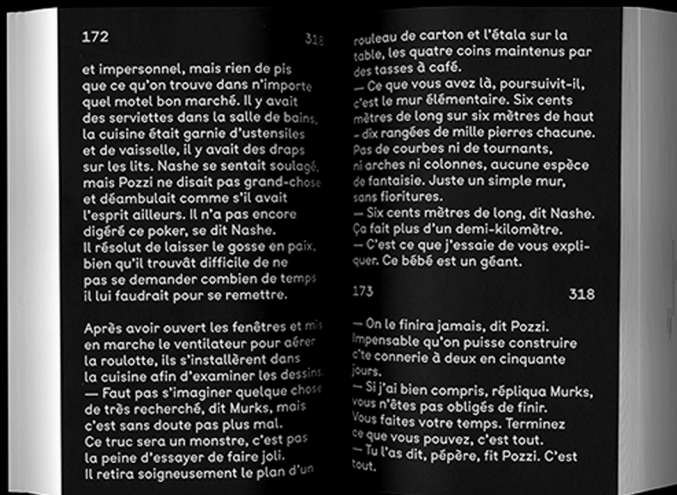 172
318
et impersonnel, mais rien de pis
que ce qu'on trouve dans n'importe
quel motel bon marché. Il y avait
des serviettes dans la salle de bains,
la cuisine était garnie d'ustensiles
et de vaisselle, il y avait des draps
sur les lits. Nashe se sentait soulagé,
mais Pozzi ne disait pas grand-chose
et déambulait comme s'il avait
l'esprit ailleurs. Il n'a pas encore
digéré ce poker, se dit Nashe.
Il résolut de laisser le gosse en paix,
bien qu'il trouvât difficile de ne
pas se demander combien de temps
il lui faudrait pour se remettre.
Après avoir ouvert les fenêtres et mis
en marche le ventilateur pour aérer
la roulotte, ils s'installèrent dans
la cuisine afin d'examiner les dessins.
— Faut pas s'imaginer quelque chose
de très recherché, dit Murks, mais
c'est sans doute pas plus mal.
Ce truc sera un monstre, c'est pas
la peine d'essayer de faire joli.
Il retira soigneusement le plan d'un
rouleau de carton et l'étala sur la
table, les quatre coins maintenus par
des tasses à café.
— Ce que vous avez là, poursuivit-il,
c'est le mur élémentaire. Six cents
mètres de long sur six mètres de haut
– dix rangées de mille pierres chacune.
Pas de courbes ni de tournants,
ni arches ni colonnes, aucune espèce
de fantaisie. Juste un simple mur,
sans fioritures.
— Six cents mètres de long, dit Nashe.
Ça fait plus d'un demi-kilomètre.
— C'est ce que j'essaie de vous expli-
quer. Ce bébé est un géant.
173
318
— On le finira jamais, dit Pozzi.
Impensable qu'on puisse construire
c'te connerie à deux en cinquante
jours.
— Si j'ai bien compris, répliqua Murks,
vous n'êtes pas obligés de finir.
Vous faites votre temps. Terminez
ce que vous pouvez, c'est tout.
— Tu l'as dit, pépère, fit Pozzi. C'est
tout.